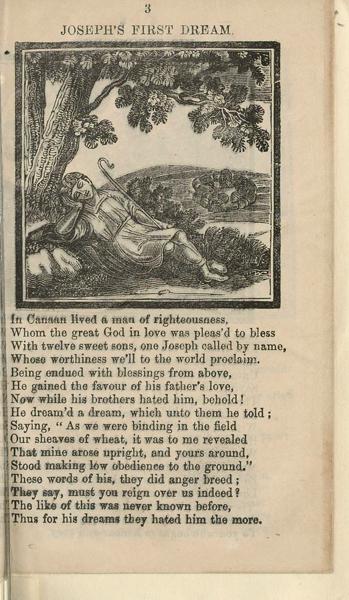 3
JOSEPH'S FIRST DREAM.
In Canaan lived a man of righteousness,
Whom the great God in love was pleas'd to bless
With twelve sweet sons, one Joseph called by name,
Whose worthiness we'll to the world proclaim.
Being endued with blessings from above,
He gained the favour of his father's love,
Now while his brothers hated him, behold!
He dream'd a dream, which unto them he told;
Saying, “ As we were binding in the field
Our sheaves of wheat, it was to me revealed
That mine arose upright, and yours around,
Stood making low obedience to the ground.”
These words of his, they did anger breed;
They say, must you reign over us indeed?
The like of this was never known before,
Thus for his dreams they hated him the more.